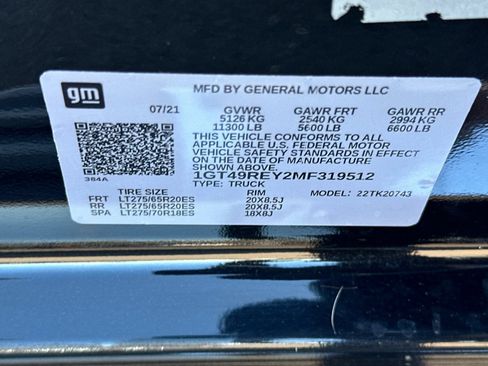 gm
MFD BY GENERAL MOTORS LLC
07/21 GVWR GAWR FRT GAWR RR
5126 KG 2540 KG 2994 KG
11300 LB 5600 LB 6600 LB
THIS VEHICLE CONFORMS TO ALL
APPLICABLE U.S. FEDERAL MOTOR
VEHICLE SAFETY STANDARDS IN EFFECT
ON THE DATE OF MANUFACTURE
SHOWN ABOVE.
1GT49REY2MF319512
384A TYPE: TRUCK MODEL: 22TK20743
TIRE SIZE RIM
FRT LT275/65R20ES 20X8.5J
RR LT275/65R20ES 20X8.5J
SPA LT275/70R18ES 18X8J